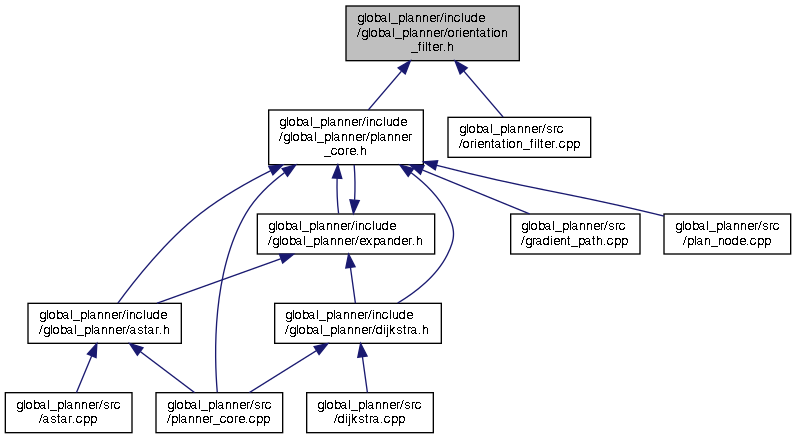 global_planner/include
/global_planner/orientation
_filter.h
global_planner/include
/global_planner/planner
_core.h
global_planner/src
/orientation_filter.cpp
global_planner/include
/global_planner/expander.h
global_planner/src
/gradient_path.cpp
global_planner/src
/plan_node.cpp
global_planner/include
/global_planner/astar.h
global_planner/include
/global_planner/dijkstra.h
global_planner/src
/astar.cpp
global_planner/src
/planner_core.cpp
global_planner/src
/dijkstra.cpp